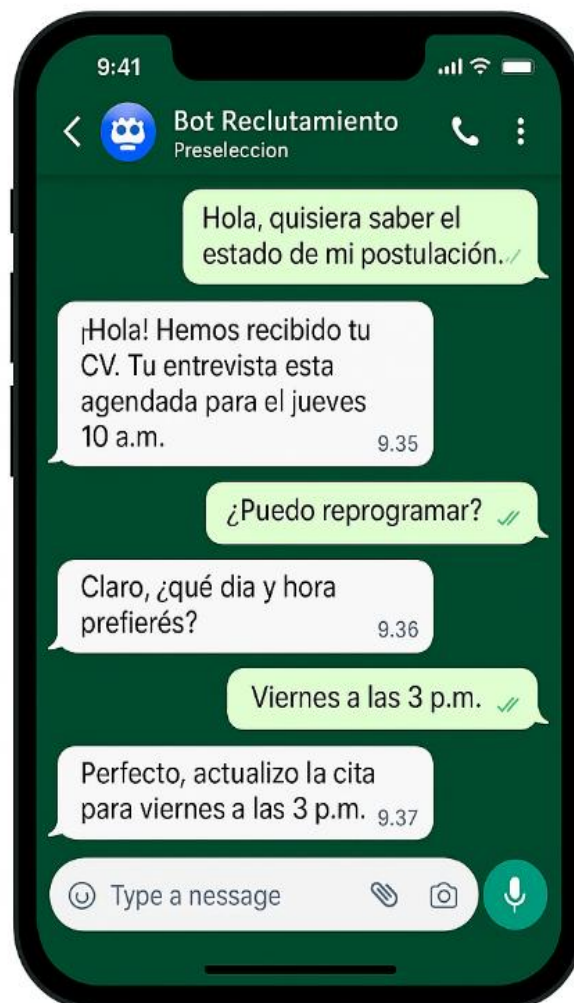 9:41
Bot Reclutamiento
Preseleccion
Hola, quisiera saber el
estado de mi postulación.
¡Hola! Hemos recibido tu
CV. Tu entrevista esta
agendada para el jueves
10 a.m.
9.35
¿Puedo reprogramar?
Claro, ¿qué dia y hora
prefierés?
9.36
Viernes a las 3 p.m.
Perfecto, actualizo la cita
para viernes a las 3 p.m. 9.37
Type a nessage